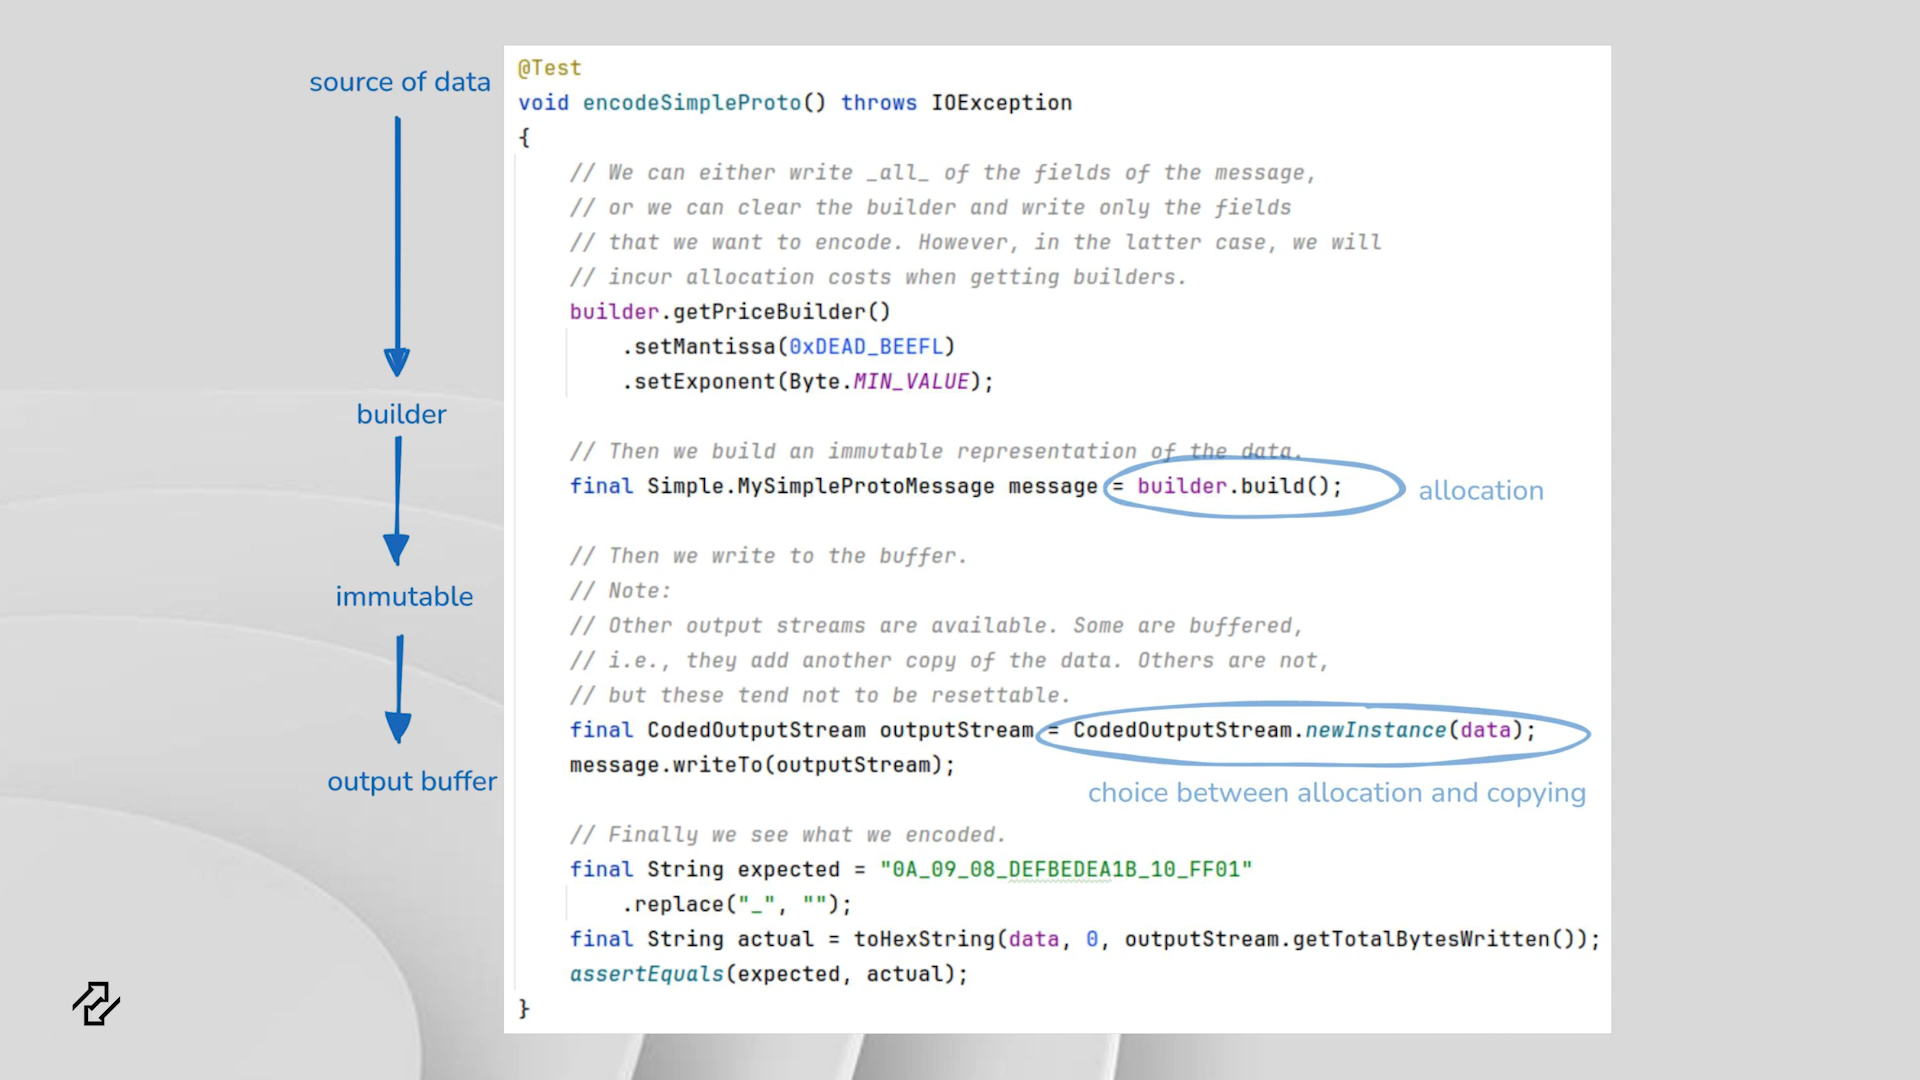 source of data
builder
immutable
output buffer
@Test
void encodeSimpleProto() throws IOException
{
// We can either write _all_ of the fields of the message,
// or we can clear the builder and write only the fields
// that we want to encode. However, in the latter case, we will
// incur allocation costs when getting builders.
builder.getPriceBuilder()
.setMantissa(0xDEAD_BEEFL)
.setExponent(Byte.MIN_VALUE);
// Then we build an immutable representation of the data.
final Simple.MySimpleProtoMessage message = builder.build();
allocation
// Then we write to the buffer.
// Note:
// Other output streams are available. Some are buffered,
// i.e., they add another copy of the data. Others are not,
// but these tend not to be resettable.
final CodedOutputStream outputStream = CodedOutputStream.newInstance(data);
message.writeTo(outputStream);
choice between allocation and copying
// Finally we see what we encoded.
final String expected = "0A_09_08_DEFBEDEA1B_10_FF01"
.replace("_", "");
final String actual = toHexString(data, 0, outputStream.getTotalBytesWritten());
assertEquals(expected, actual);
}